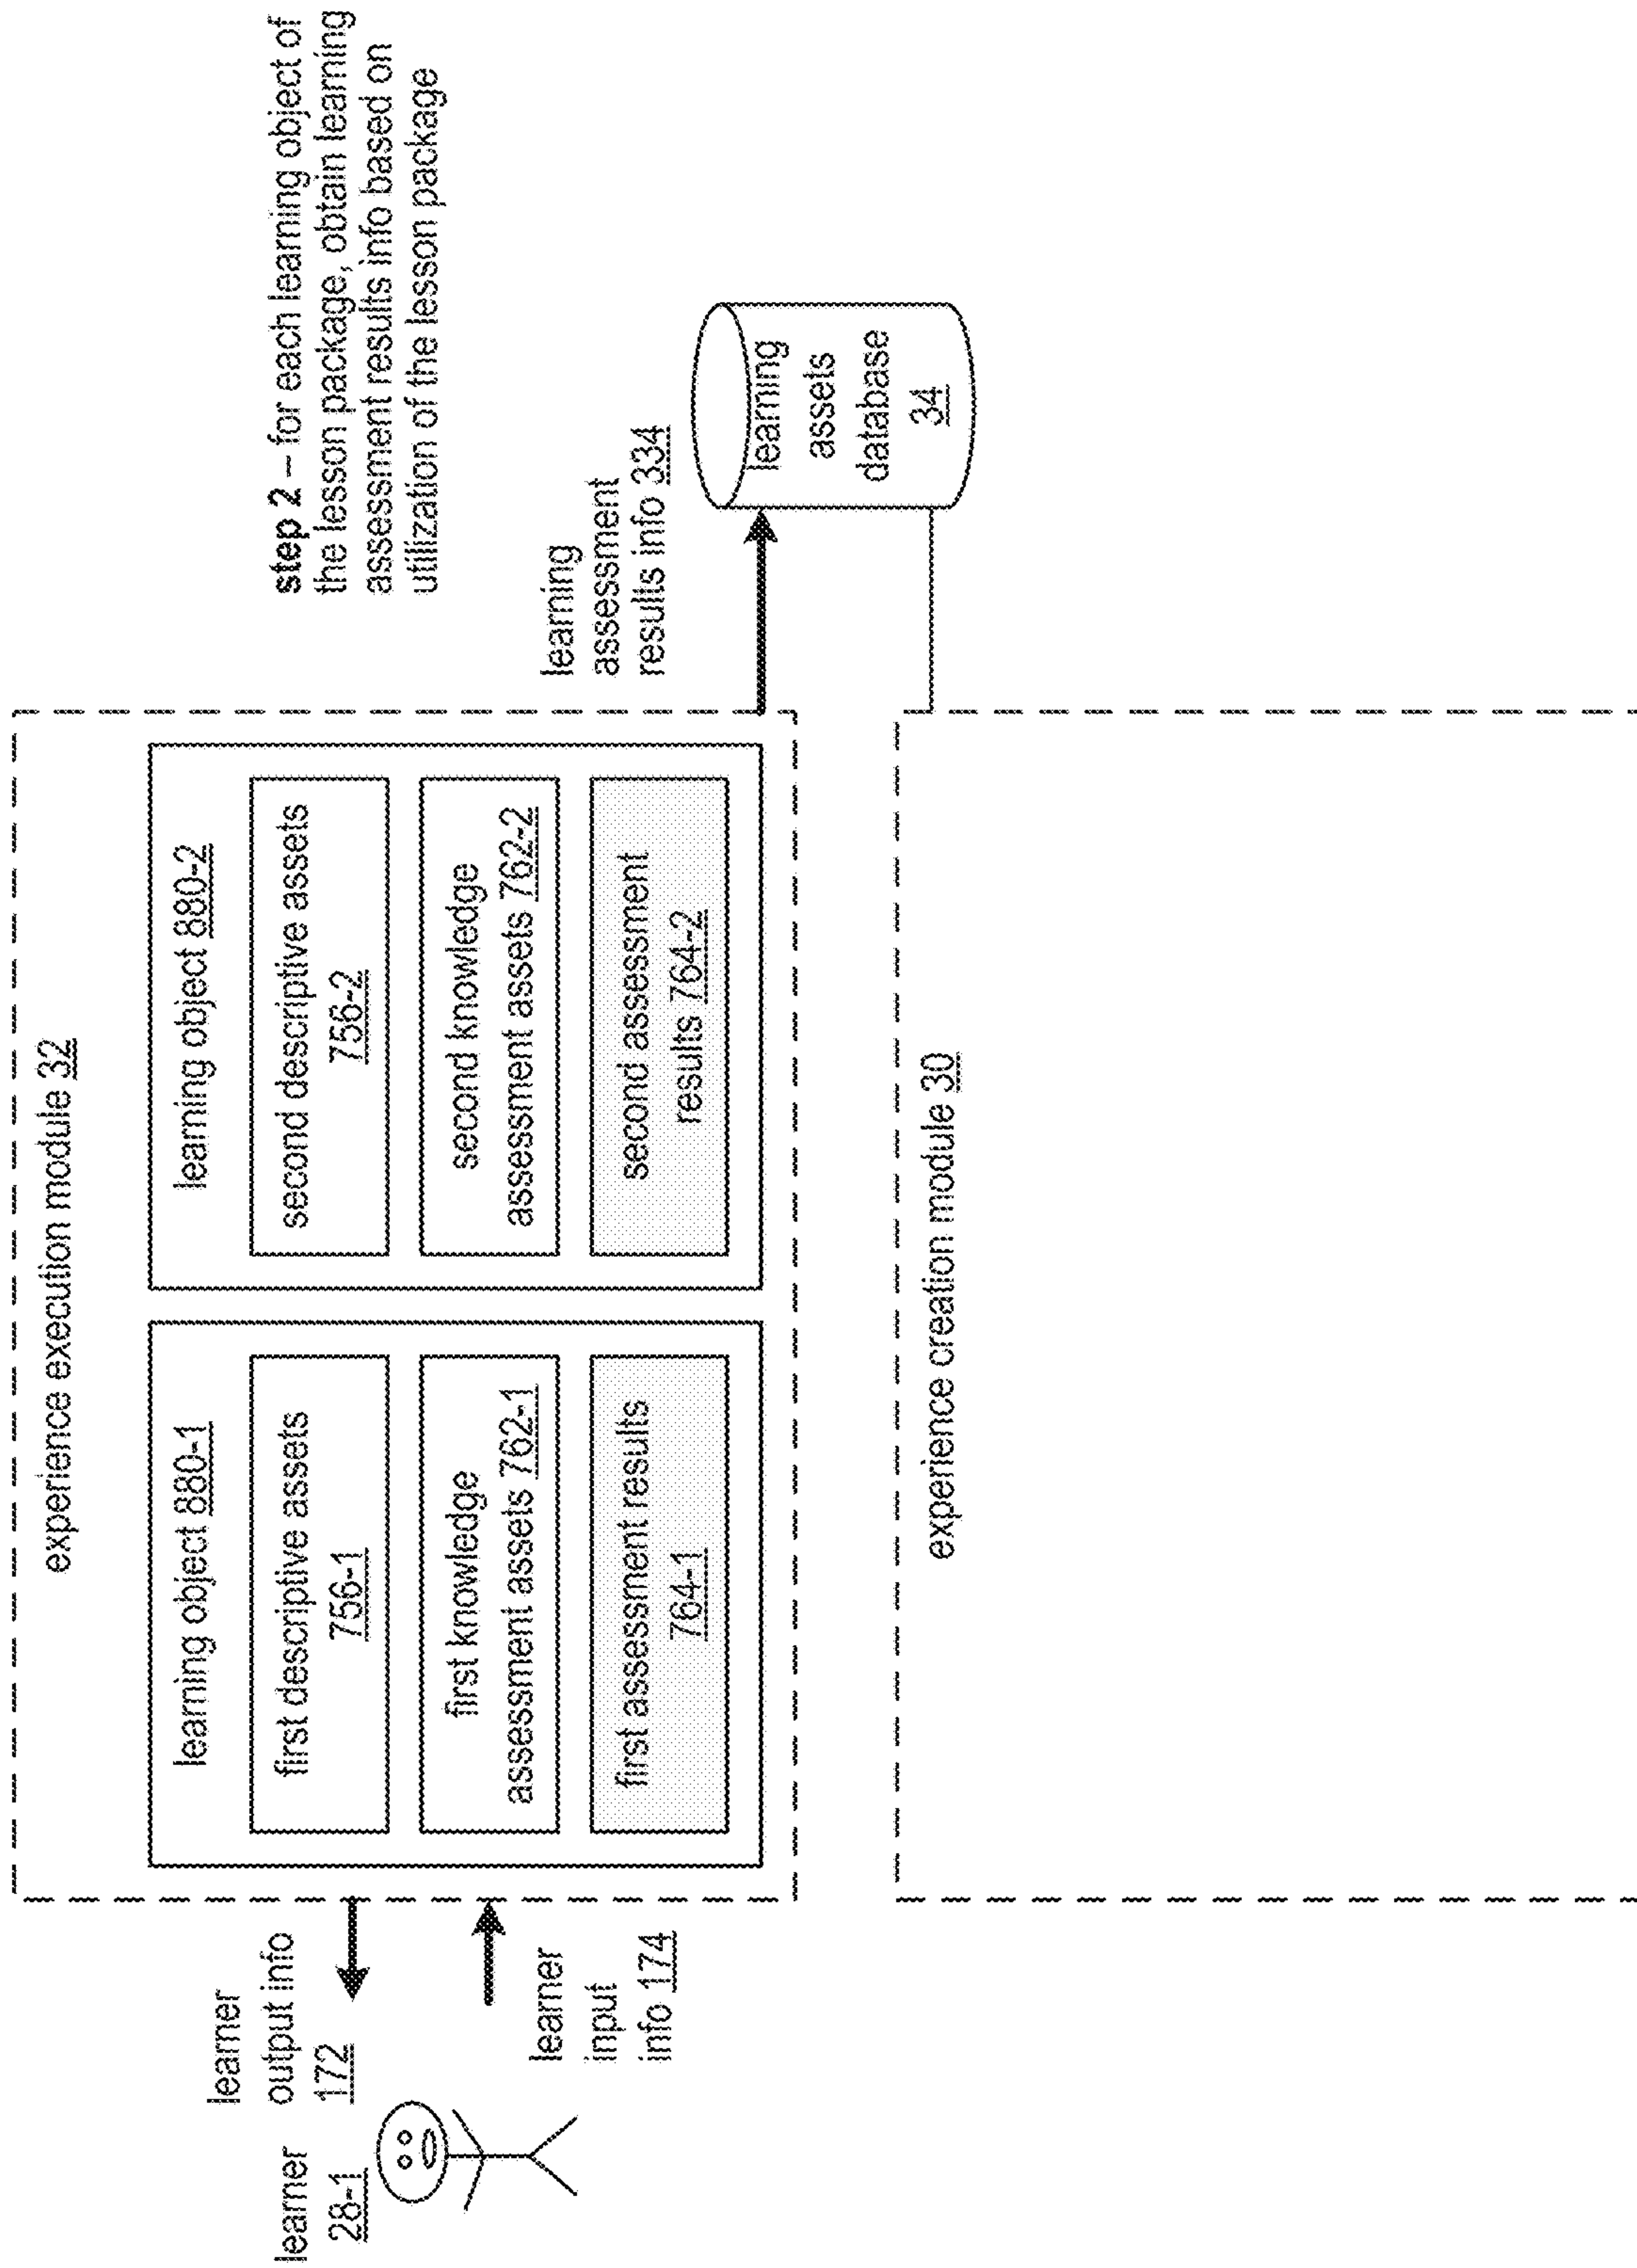 step 2 – for each learning object of
the lesson package, obtain learning
assessment results info based on
utilization of the lesson package
experience execution module 32
learner
28-1
learner
output info
172
learner
input
info 174
learning object 880-1
first descriptive assets
756-1
first knowledge
assessment assets 762-1
first assessment results
764-1
learning object 880-2
second descriptive assets
756-2
second knowledge
assessment assets 762-2
second assessment
results 764-2
learning
assessment
results info 334
learning
assets
database
34
experience creation module 30